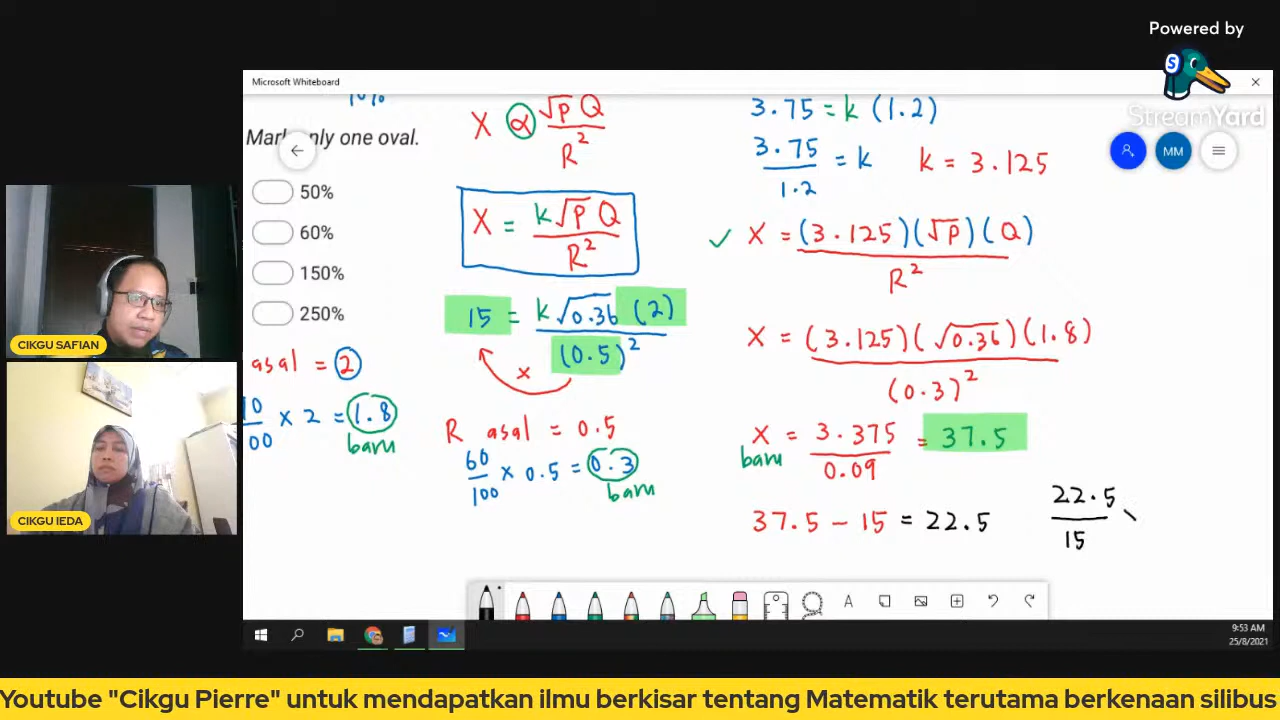 Powered by
StreamYard
Microsoft Whiteboard
10%
Mark only one oval.
50%
60%
150%
250%
asal = 2
× 2 = 1.8
baru
X ∝ √P Q / R²
X = k√P Q / R²
15 = k√0.36 (2) / (0.5)²
×
R asal = 0.5
60/100 × 0.5 = 0.3
baru
3.75 = k (1.2)
3.75/1.2 = k k = 3.125
✓ X = (3.125)(√P)(Q) / R²
X = (3.125)(√0.36)(1.8) / (0.3)²
X = 3.375/0.09 = 37.5
baru
37.5 − 15 = 22.5
22.5/15
MM
CIKGU SAFIAN
CIKGU IEDA
A
9:53 AM
25/8/2021
Youtube "Cikgu Pierre" untuk mendapatkan ilmu berkisar tentang Matematik terutama berkenaan silibus